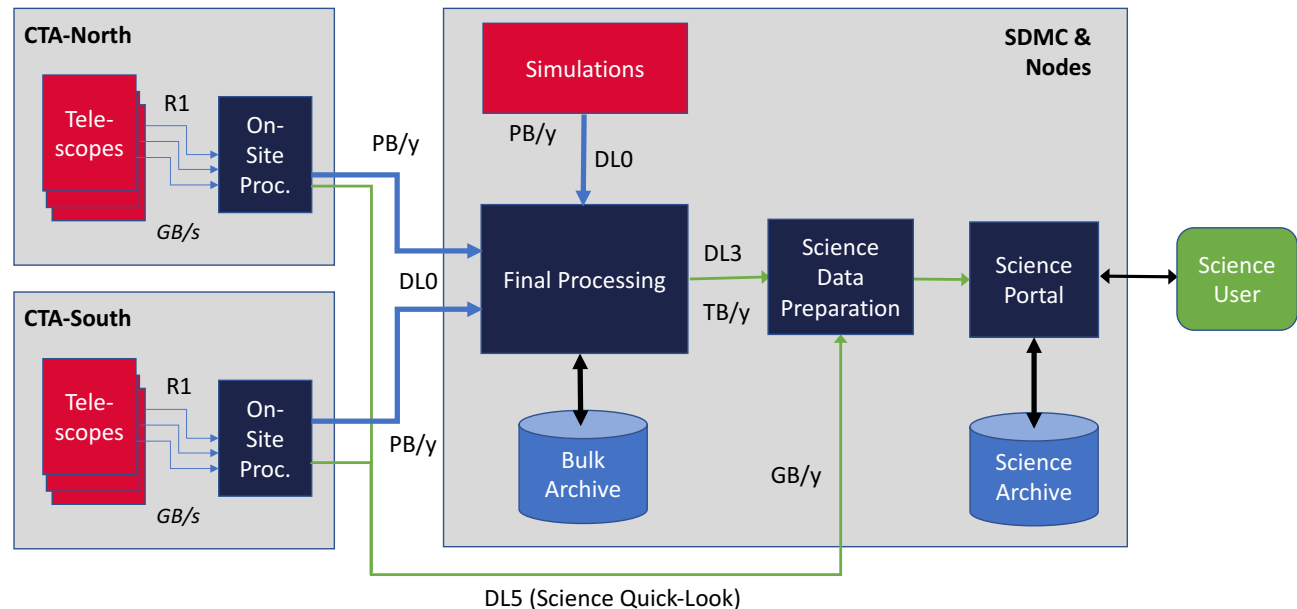 CTA-North
Tele-
scopes
R1
On-
Site
Proc.
GB/s
PB/y
CTA-South
Tele-
scopes
R1
On-
Site
Proc.
GB/s
PB/y
DL0
SDMC &
Nodes
Simulations
PB/y
DL0
Final Processing
DL3
TB/y
Science
Data
Preparation
Science
Portal
Science
User
Bulk
Archive
GB/y
Science
Archive
DL5 (Science Quick-Look)